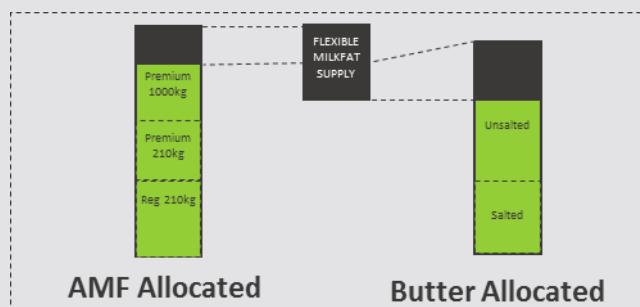 FLEXIBLE
MILKFAT
SUPPLY
Premium
1000kg
Premium
210kg
Reg 210kg
Unsalted
Salted
AMF Allocated
Butter Allocated